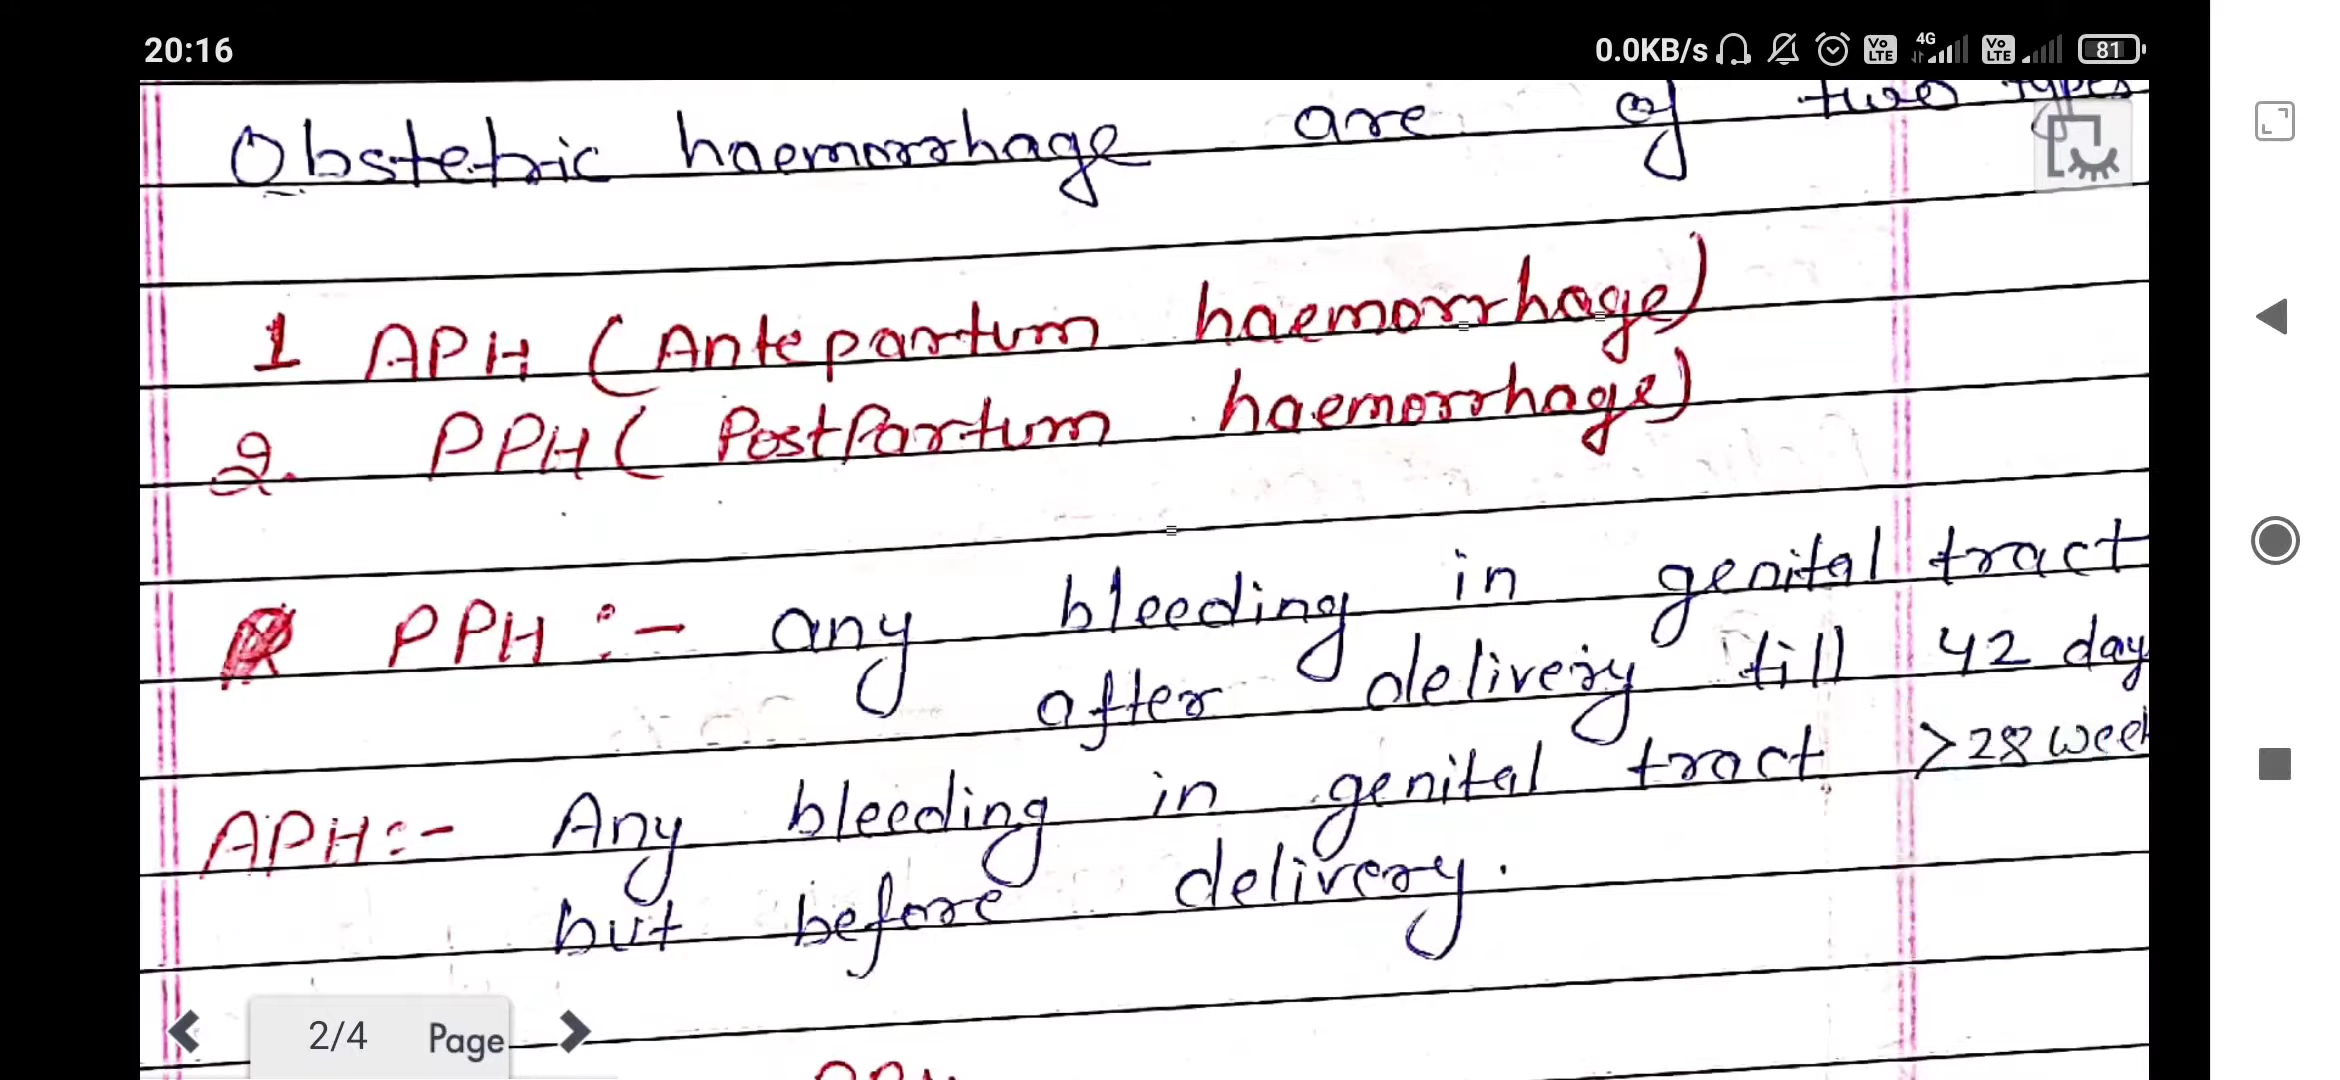 20:16
0.0KB/s 4G 81
Obstetric haemorrhage are of two types
1 APH (Antepartum haemorrhage)
2. PPH ( PostPartum haemorrhage)
PPH :- any bleeding in genital tract
after delivery till 42 day
APH:- Any bleeding in genital tract >28 week
but before delivery.
2/4 Page